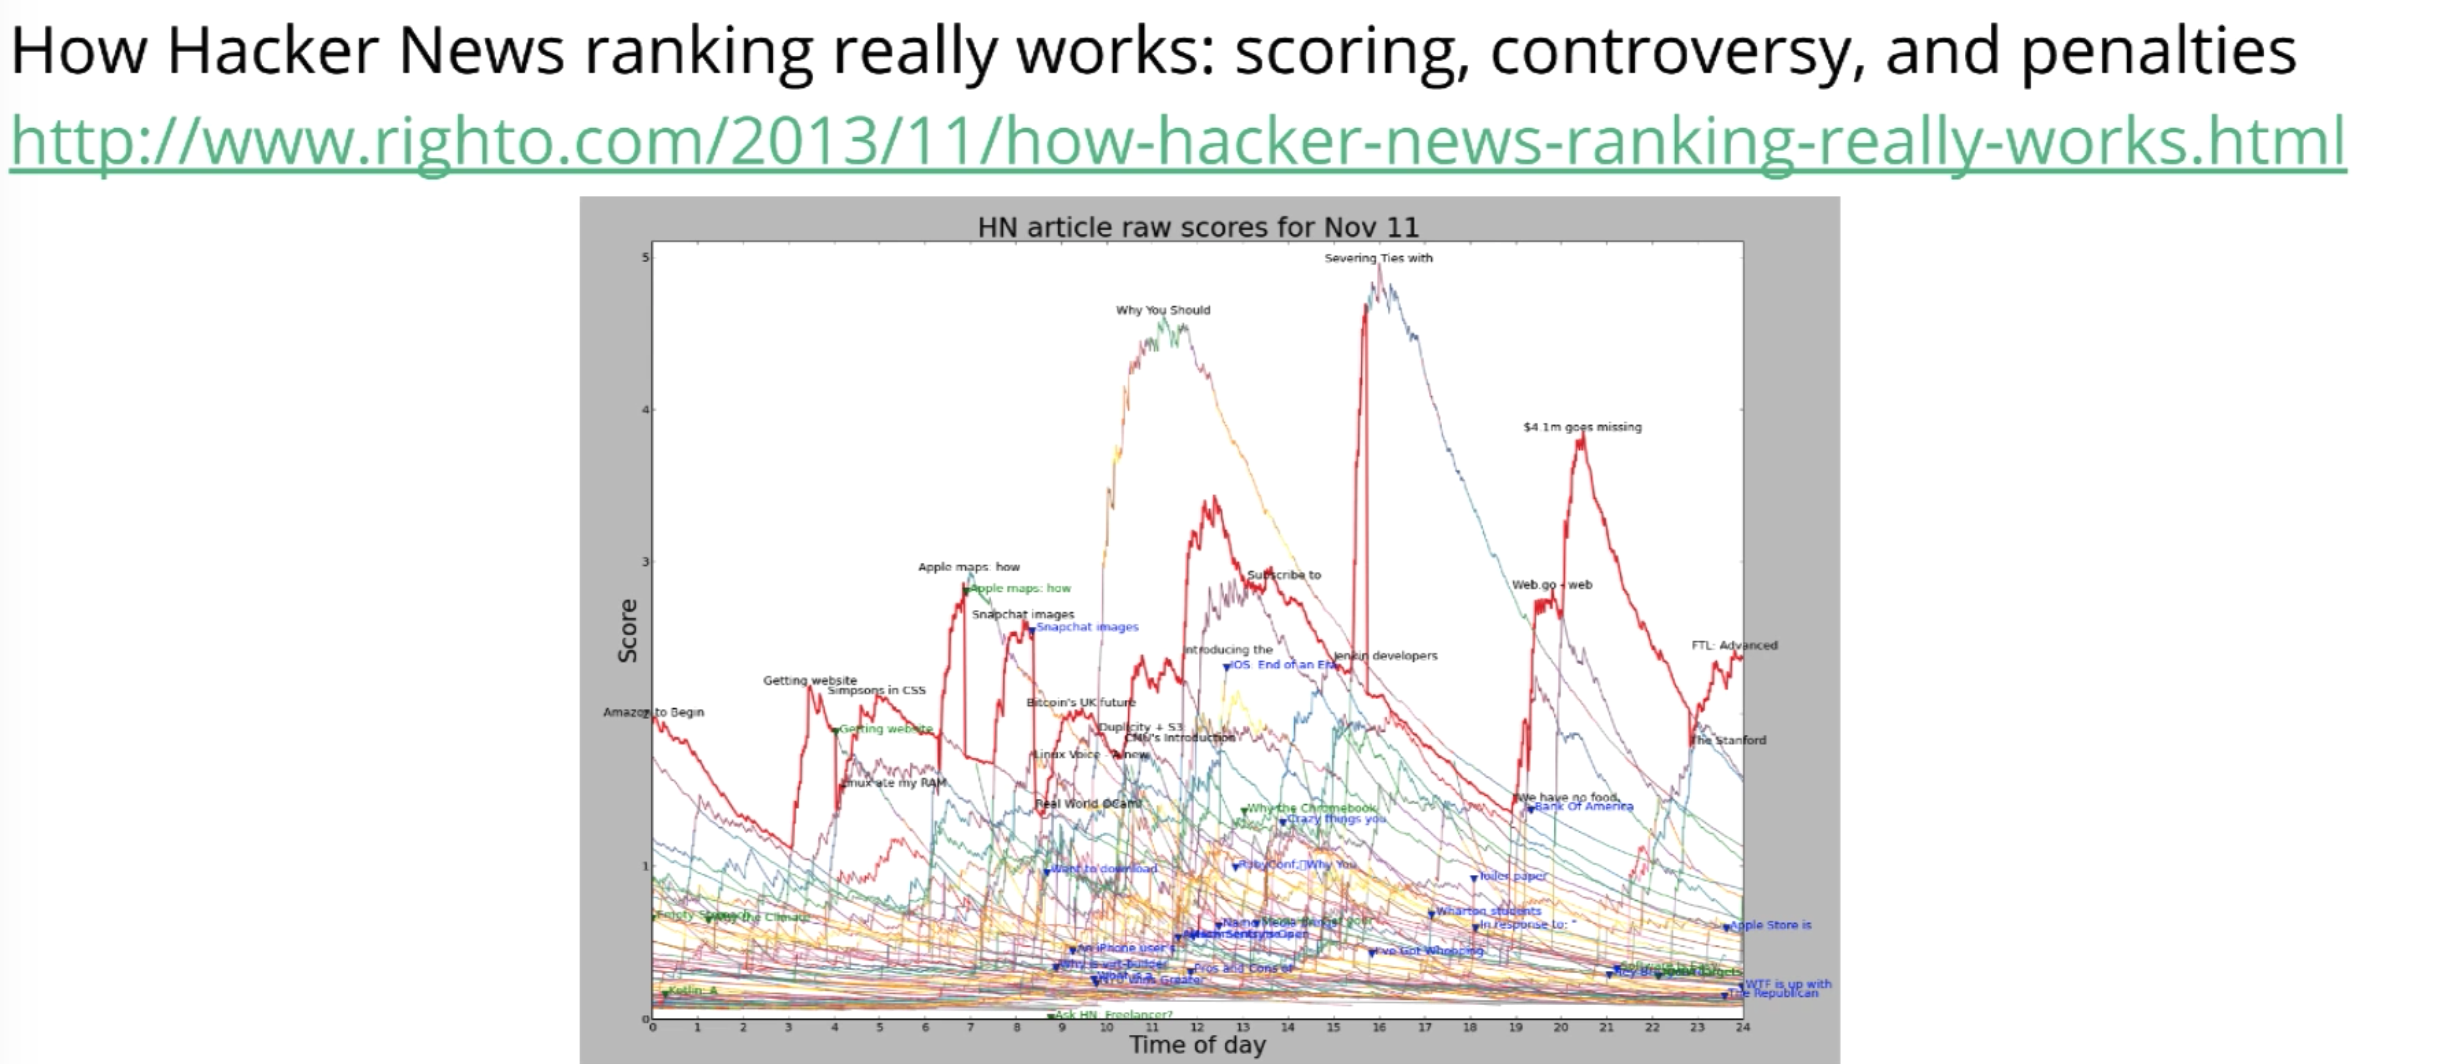 How Hacker News ranking really works: scoring, controversy, and penalties
http://www.righto.com/2013/11/how-hacker-news-ranking-really-works.html
HN article raw scores for Nov 11
Severing Ties with
5
Why You Should
4
$4.1m goes missing
3
Apple maps: how
Subscribe to
Apple maps: how
Web.go - web
Snapchat images
Snapchat images
Score
FTL: Advanced
Introducing the
Jenkin developers
iOS: End of an Era
Getting website
Simpsons in CSS
Bitcoin's UK future
Amazon to Begin
2
Getting website
Duplicity + S3
CMU's Introduction
The Stanford
Linux Voice - A new
Linux ate my RAM
We have no food,
Real World OCaml
Bank Of America
Why the Chromebook
Crazy things you
1
Want to download
RubyConf: Why You
Toiler paper
Wharton students
Empty
the Climate
In response to: "
Apple Store is
An iPhone user's
I've Got Whooping
Pros and Cons of
Wins Greater
WTF is up with
Kotlin: A
The Republican
Ask HN: Freelancer?
0
0 1 2 3 4 5 6 7 8 9 10 11 12 13 14 15 16 17 18 19 20 21 22 23 24
Time of day